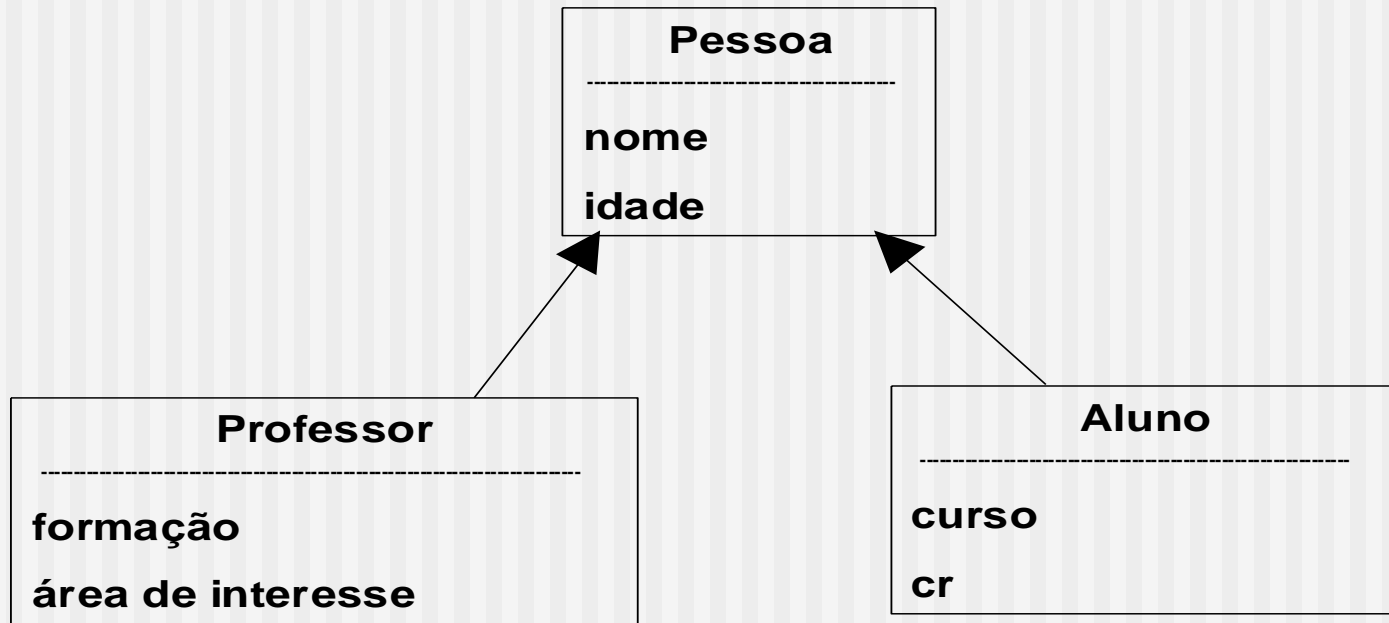 Pessoa
nome
idade
Professor
formação
área de interesse
Aluno
curso
cr